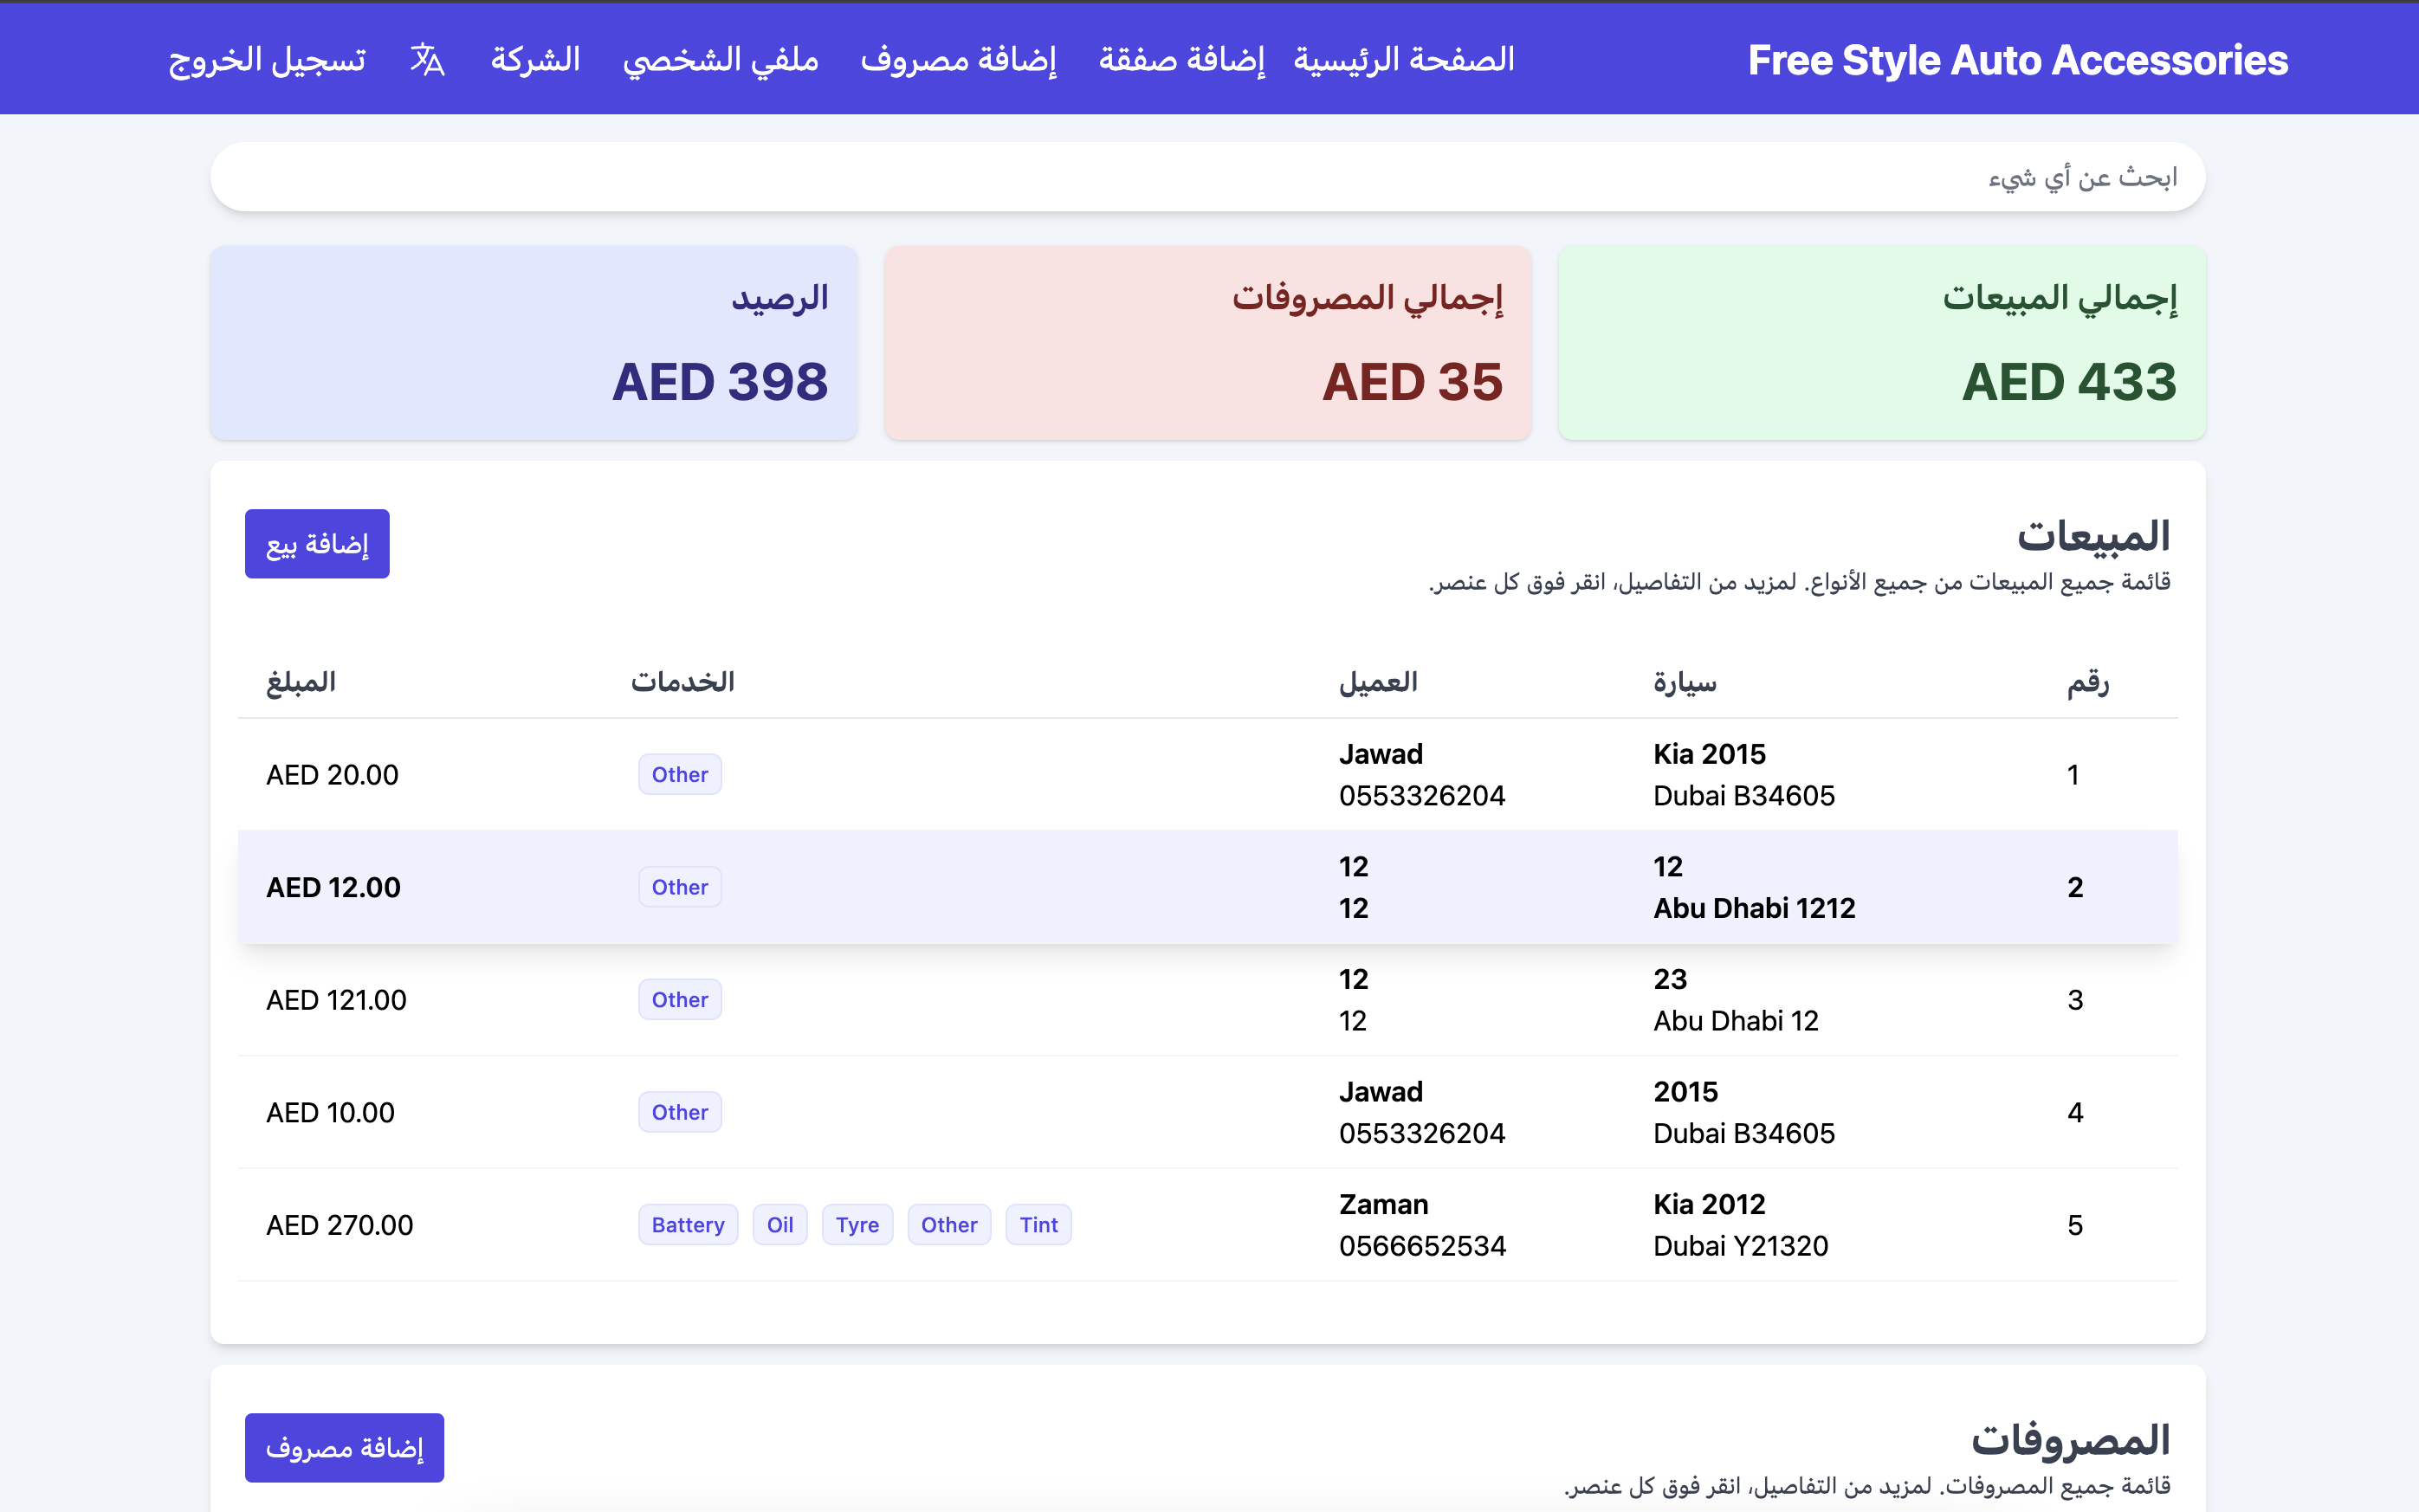 Free Style Auto Accessories
الصفحة الرئيسية
إضافة صفقة
إضافة مصروف
ملفي الشخصي
الشركة
تسجيل الخروج
ابحث عن أي شيء
إجمالي المبيعات
AED 433
إجمالي المصروفات
AED 35
الرصيد
AED 398
المبيعات
قائمة جميع المبيعات من جميع الأنواع. لمزيد من التفاصيل، انقر فوق كل عنصر.
إضافة بيع
رقم سيارة العميل الخدمات المبلغ
1
Kia 2015
Dubai B34605
Jawad
0553326204
Other
AED 20.00
2
12
Abu Dhabi 1212
12
12
Other
AED 12.00
3
23
Abu Dhabi 12
12
12
Other
AED 121.00
4
2015
Dubai B34605
Jawad
0553326204
Other
AED 10.00
5
Kia 2012
Dubai Y21320
Zaman
0566652534
Battery Oil Tyre Other Tint
AED 270.00
المصروفات
قائمة جميع المصروفات. لمزيد من التفاصيل، انقر فوق كل عنصر.
إضافة مصروف